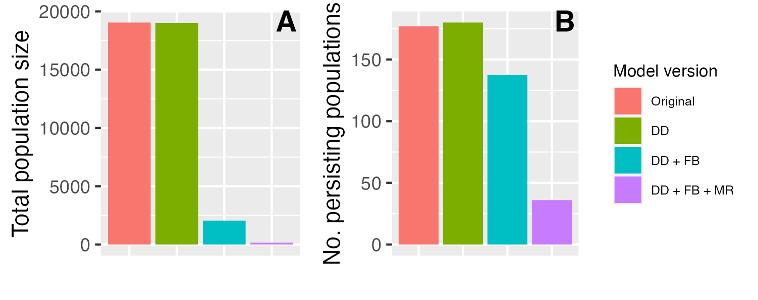 A
Total population size
20000
15000
10000
5000
0
B
No. persisting populations
150
100
50
0
Model version
Original
DD
DD + FB
DD + FB + MR